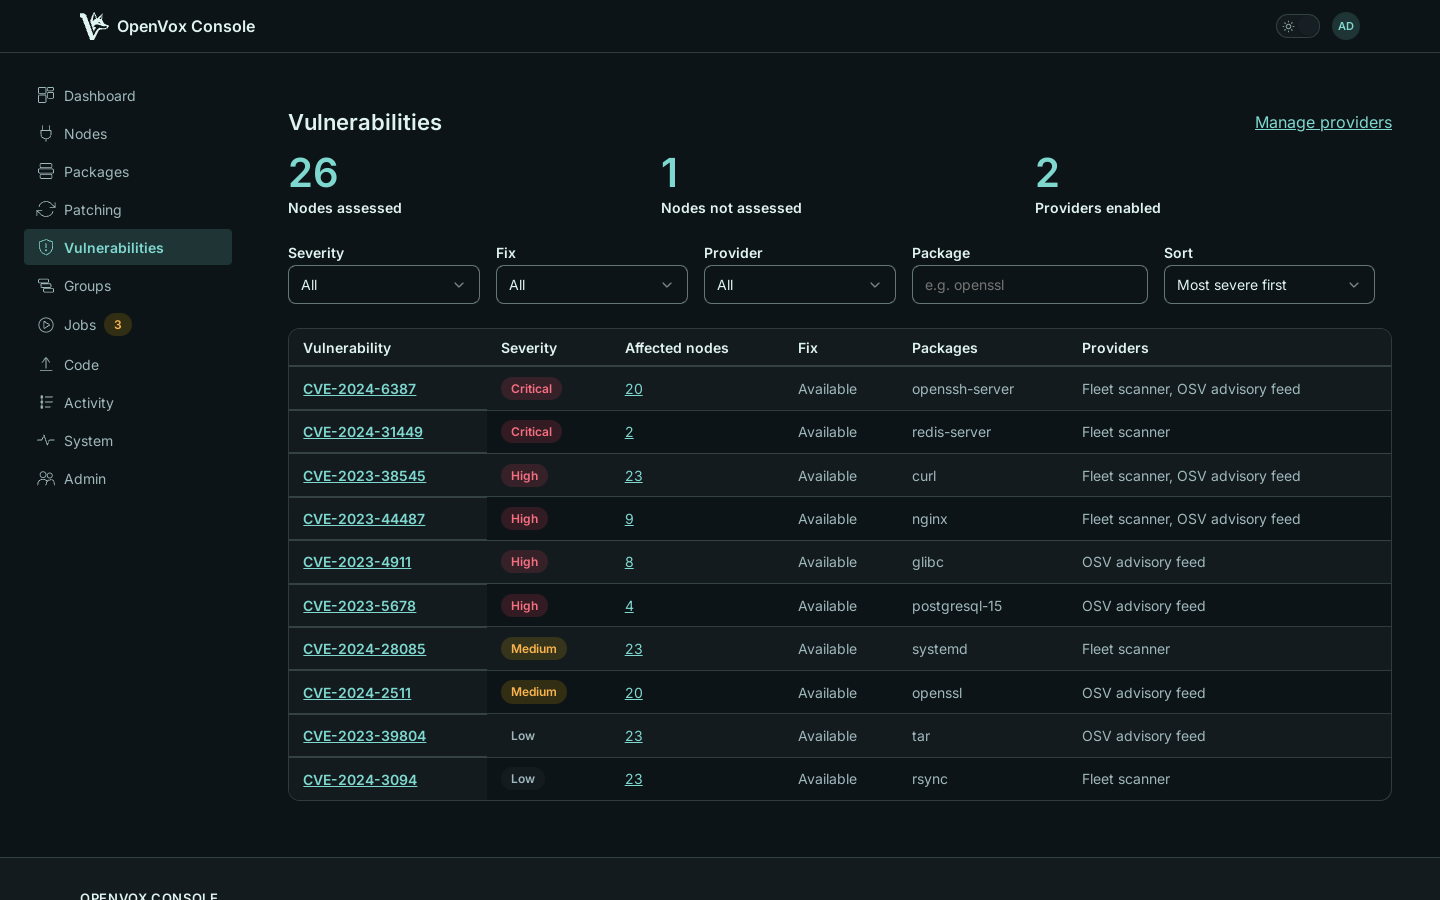 OpenVox Console
AD
Dashboard
Nodes
Packages
Patching
Vulnerabilities
Groups
Jobs 3
Code
Activity
System
Admin
Vulnerabilities
Manage providers
26
Nodes assessed
1
Nodes not assessed
2
Providers enabled
Severity Fix Provider Package Sort
All All All e.g. openssl Most severe first
Vulnerability Severity Affected nodes Fix Packages Providers
CVE-2024-6387 Critical 20 Available openssh-server Fleet scanner, OSV advisory feed
CVE-2024-31449 Critical 2 Available redis-server Fleet scanner
CVE-2023-38545 High 23 Available curl Fleet scanner, OSV advisory feed
CVE-2023-44487 High 9 Available nginx Fleet scanner, OSV advisory feed
CVE-2023-4911 High 8 Available glibc OSV advisory feed
CVE-2023-5678 High 4 Available postgresql-15 OSV advisory feed
CVE-2024-28085 Medium 23 Available systemd Fleet scanner
CVE-2024-2511 Medium 20 Available openssl OSV advisory feed
CVE-2023-39804 Low 23 Available tar OSV advisory feed
CVE-2024-3094 Low 23 Available rsync Fleet scanner
OPENVOX CONSOLE